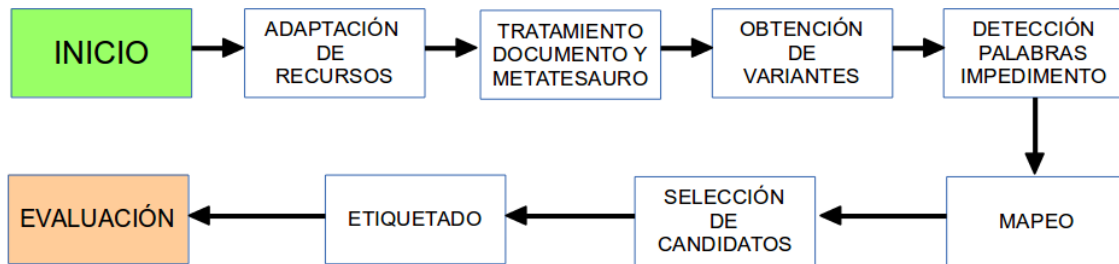 INICIO
ADAPTACIÓN
DE
RECURSOS
TRATAMIENTO
DOCUMENTO Y
METATESAURO
OBTENCIÓN
DE
VARIANTES
DETECCIÓN
PALABRAS
IMPEDIMENTO
MAPEO
SELECCIÓN
DE
CANDIDATOS
ETIQUETADO
EVALUACIÓN